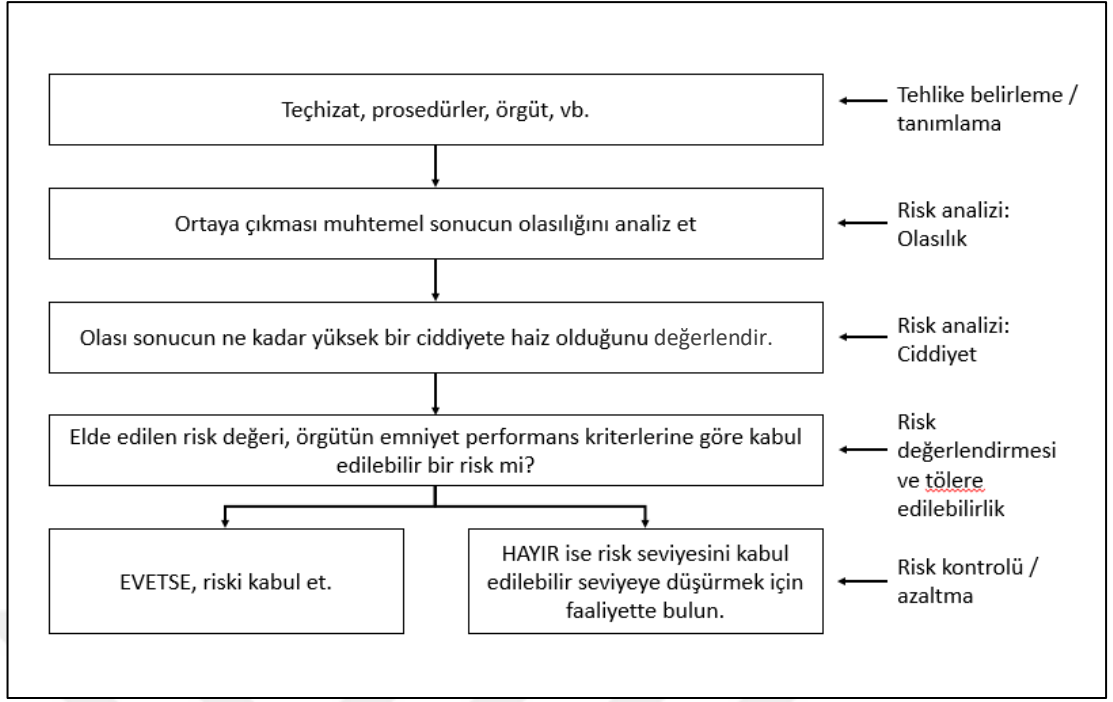 Teçhizat, prosedürler, örgüt, vb.
Tehlike belirleme /
tanımlama
Ortaya çıkması muhtemel sonucun olasılığını analiz et
Risk analizi:
Olasılık
Olası sonucun ne kadar yüksek bir ciddiyete haiz olduğunu değerlendir.
Risk analizi:
Ciddiyet
Elde edilen risk değeri, örgütün emniyet performans kriterlerine göre kabul
edilebilir bir risk mi?
Risk
değerlendirmesi
ve tölere
edilebilirlik
EVETSE, riski kabul et.
HAYIR ise risk seviyesini kabul
edilebilir seviyeye düşürmek için
faaliyette bulun.
Risk kontrolü /
azaltma